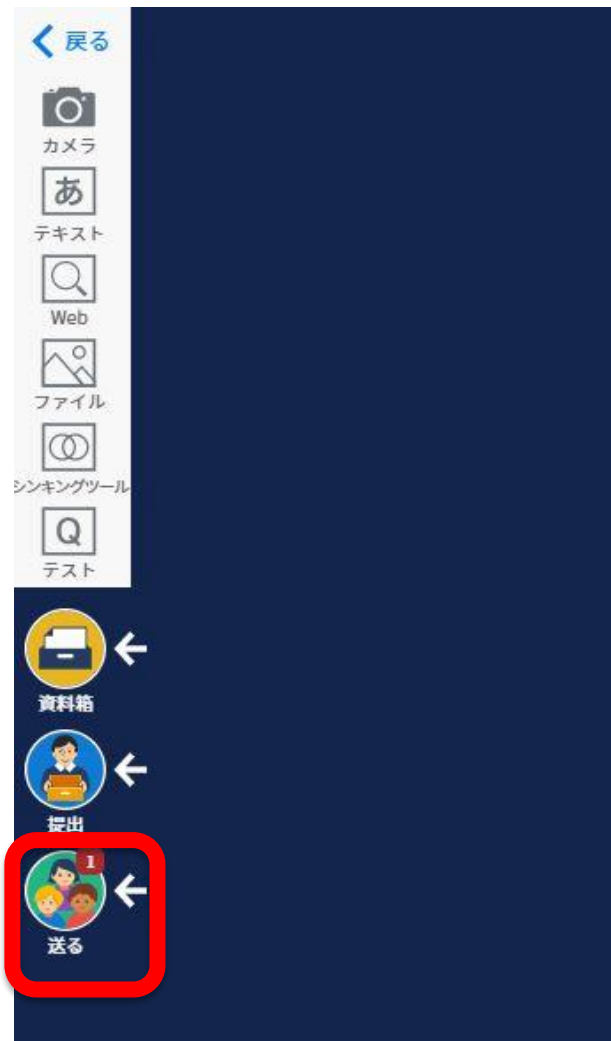 戻る
カメラ
あ
テキスト
Web
ファイル
シンキングツール
Q
テスト
資料箱
提出
1
送る